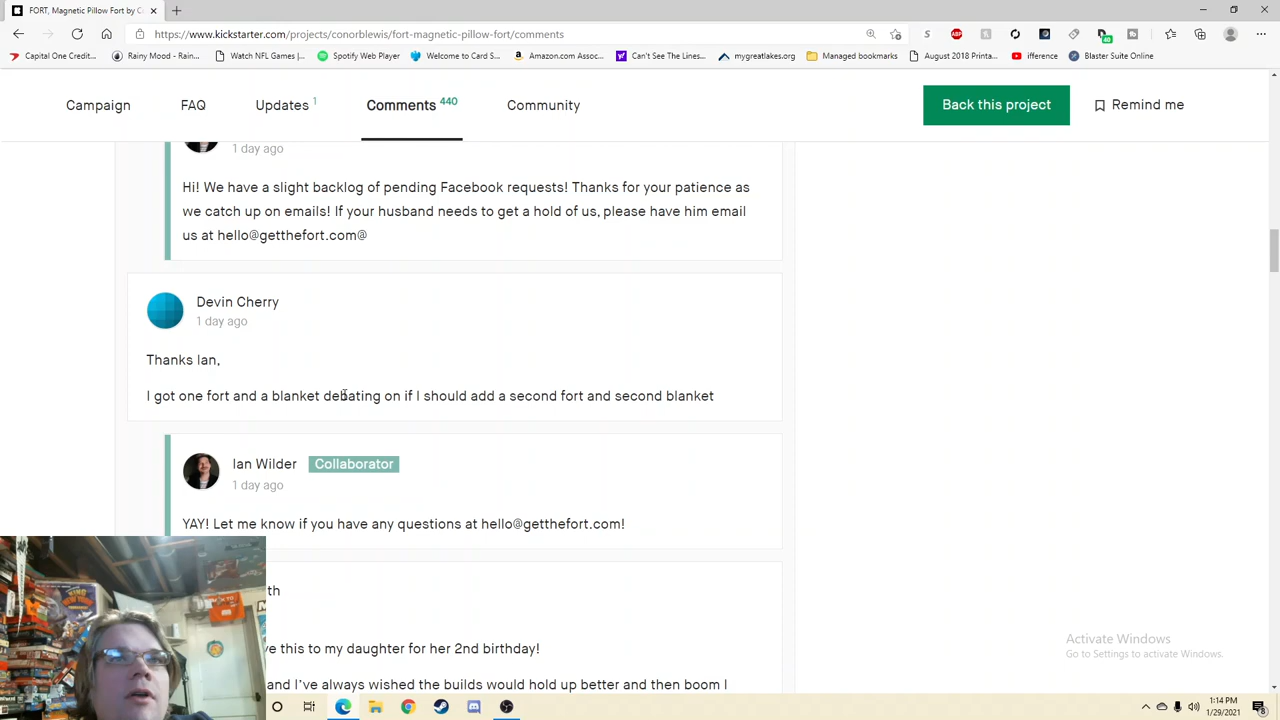 FORT, Magnetic Pillow Fort by C
https://www.kickstarter.com/projects/conorblewis/fort-magnetic-pillow-fort/comments
Capital One Credit...
Rainy Mood - Rain...
Watch NFL Games |...
Spotify Web Player
Welcome to Card S...
Amazon.com Assoc...
Can't See The Lines...
mygreatlakes.org
Managed bookmarks
August 2018 Printa...
ifference
Blaster Suite Online
Campaign
FAQ
Updates 1
Comments 440
Community
Back this project
Remind me
1 day ago
Hi! We have a slight backlog of pending Facebook requests! Thanks for your patience as
we catch up on emails! If your husband needs to get a hold of us, please have him email
us at hello@getthefort.com@
Devin Cherry
1 day ago
Thanks Ian,
I got one fort and a blanket debating on if I should add a second fort and second blanket
Ian Wilder Collaborator
1 day ago
YAY! Let me know if you have any questions at hello@getthefort.com!
th
ve this to my daughter for her 2nd birthday!
and I've always wished the builds would hold up better and then boom I
Activate Windows
Go to Settings to activate Windows.
KING
NEW YORK
1:14 PM
1/29/2021